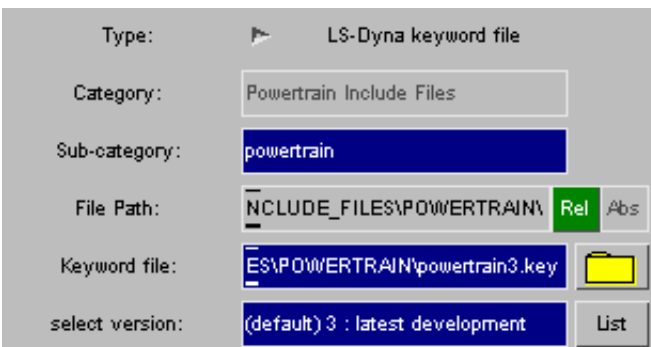 Type: LS-Dyna keyword file
Category: Powertrain Include Files
Sub-category: powertrain
File Path: NCLUDE_FILES\POWERTRAIN\ Rel Abs
Keyword file: ES\POWERTRAIN\powertrain3.key
select version: (default) 3 : latest development List